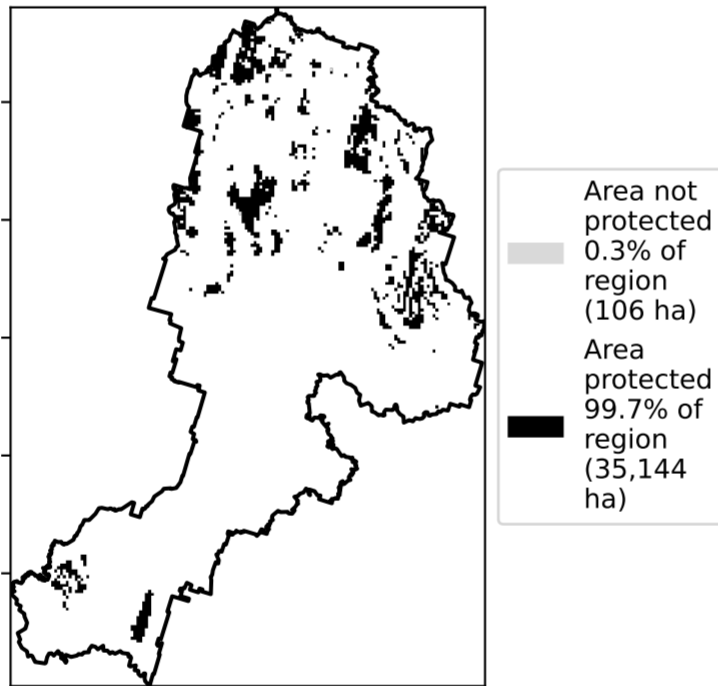 Area not
protected
0.3% of
region
(106 ha)
Area
protected
99.7% of
region
(35,144
ha)